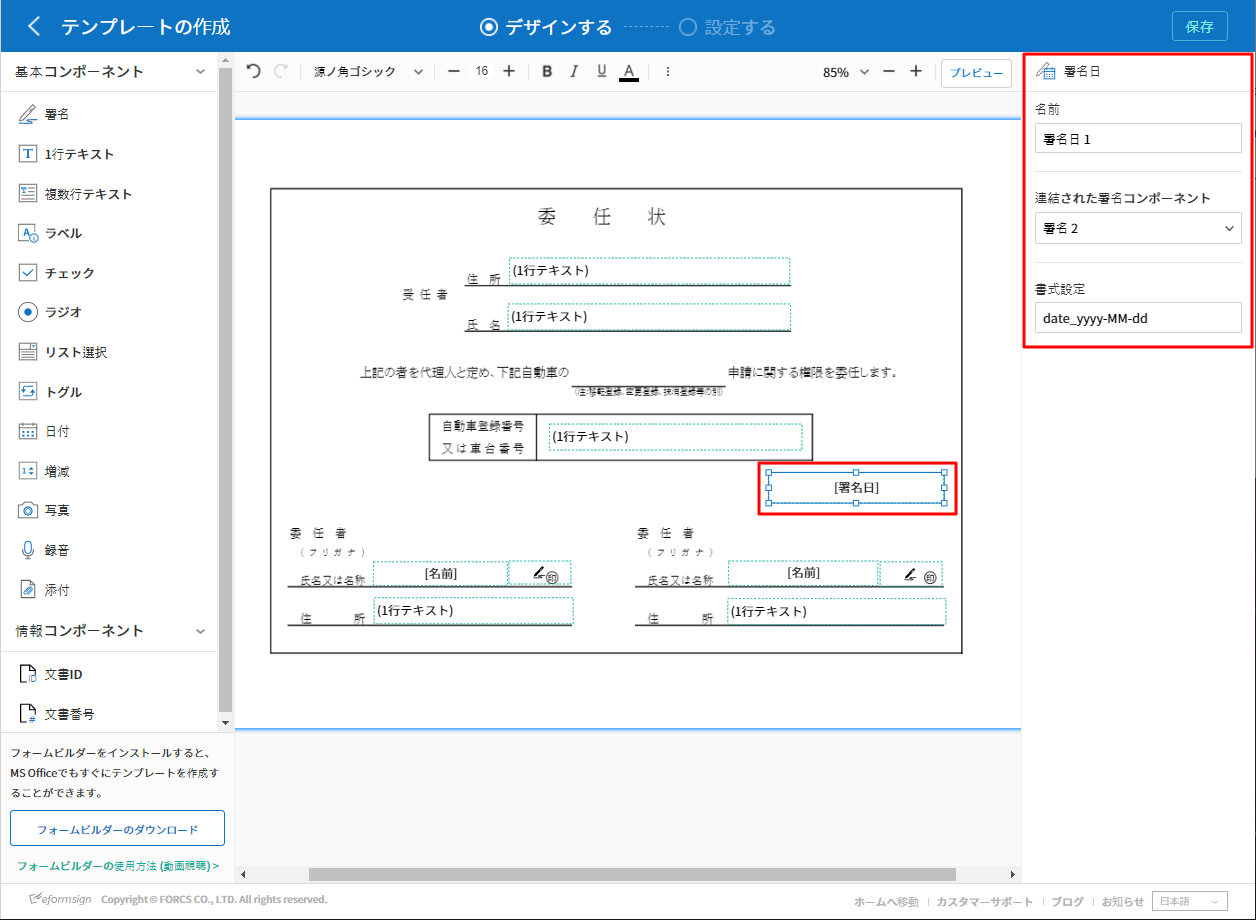 テンプレートの作成
デザインする
設定する
保存
基本コンポーネント
署名
1行テキスト
複数行テキスト
ラベル
チェック
ラジオ
リスト選択
トグル
日付
増減
写真
録音
添付
情報コンポーネント
文書ID
文書番号
フォームビルダーをインストールすると、
MS Officeでもすぐにテンプレートを作成す
ることができます。
フォームビルダーのダウンロード
フォームビルダーの使用方法 (動画視聴) >
源ノ角ゴシック
16
B I U A
85%
プレビュー
委 任 状
受任者
住 所 (1行テキスト)
氏 名 (1行テキスト)
上記の者を代理人と定め、下記自動車の 申請に関する権限を委任します。
(注:移転登録、変更登録、抹消登録等の別)
自動車登録番号
又は車台番号
(1行テキスト)
[署名日]
委 任 者 委 任 者
(フリガナ) (フリガナ)
氏名又は名称 [名前] 印 氏名又は名称 [名前] 印
住 所 (1行テキスト) 住 所 (1行テキスト)
署名日
名前
署名日 1
連結された署名コンポーネント
署名 2
書式設定
date_yyyy-MM-dd
eformsign Copyright © FORCS CO., LTD. All rights reserved.
ホームへ移動 | カスタマーサポート | ブログ | お知らせ 日本語